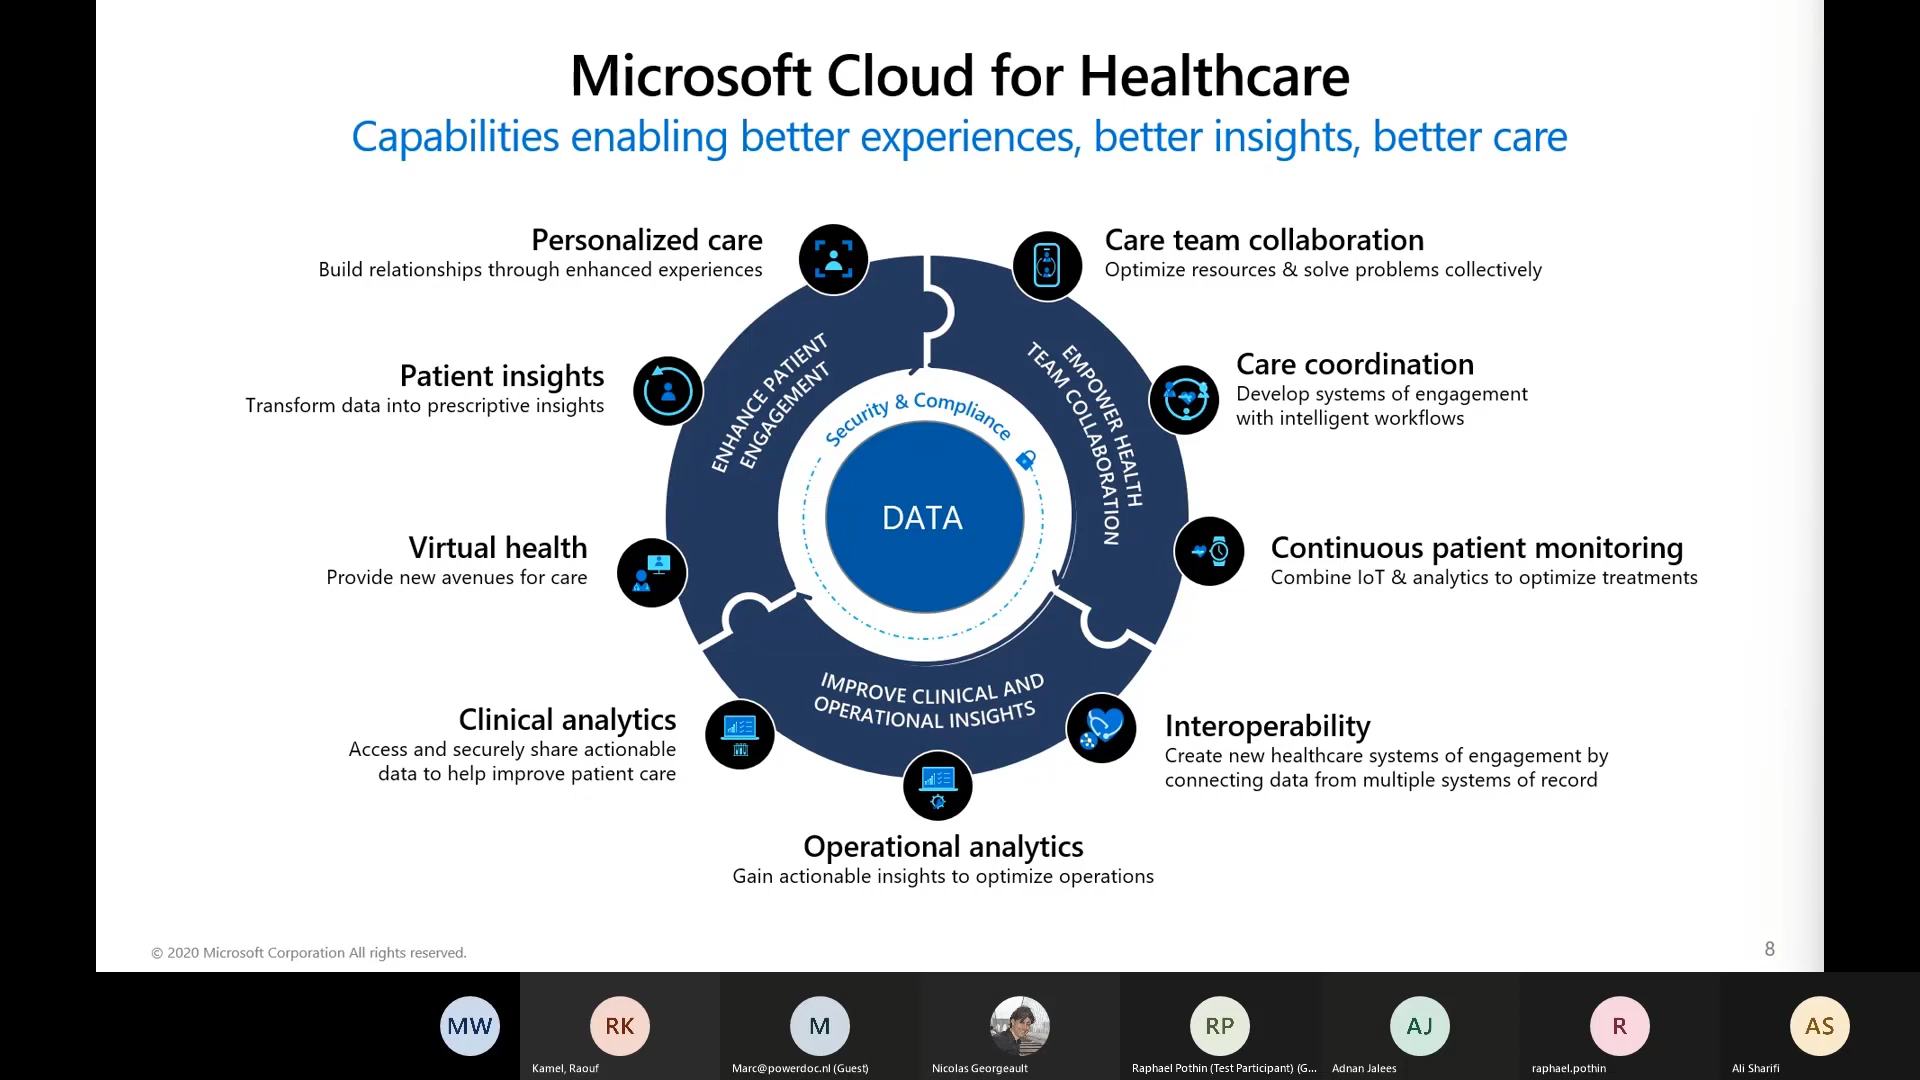 Microsoft Cloud for Healthcare
Capabilities enabling better experiences, better insights, better care
Personalized care
Build relationships through enhanced experiences
Care team collaboration
Optimize resources & solve problems collectively
Patient insights
Transform data into prescriptive insights
Care coordination
Develop systems of engagement
with intelligent workflows
ENHANCE PATIENT
ENGAGEMENT
EMPOWER HEALTH
TEAM COLLABORATION
Security & Compliance
DATA
Virtual health
Provide new avenues for care
Continuous patient monitoring
Combine IoT & analytics to optimize treatments
IMPROVE CLINICAL AND
OPERATIONAL INSIGHTS
Clinical analytics
Access and securely share actionable
data to help improve patient care
Interoperability
Create new healthcare systems of engagement by
connecting data from multiple systems of record
Operational analytics
Gain actionable insights to optimize operations
© 2020 Microsoft Corporation All rights reserved.
8
MW
RK
M
RP
AJ
R
AS
Kamel, Raouf
Marc@powerdoc.nl (Guest)
Nicolas Georgeault
Raphael Pothin (Test Participant) (G...
Adnan Jalees
raphael.pothin
Ali Sharifi